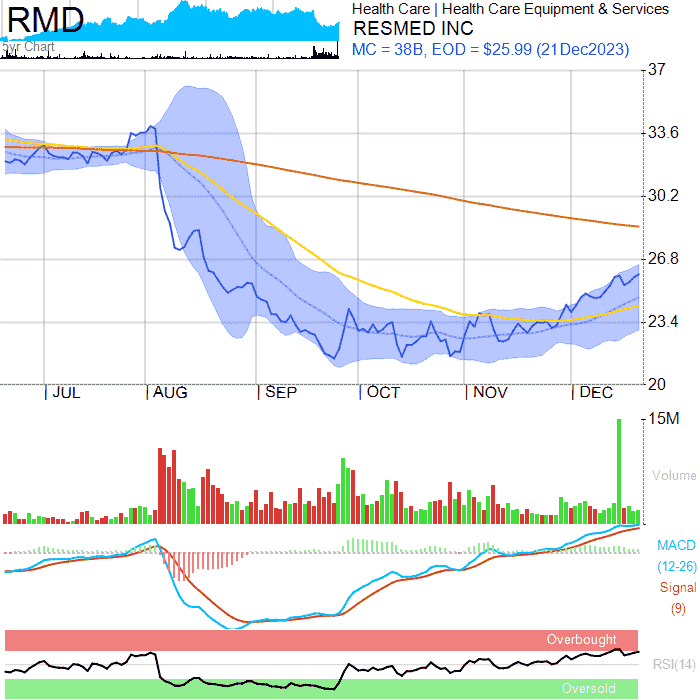 RMD
5yr Chart
Health Care | Health Care Equipment & Services
RESMED INC
MC = 38B, EOD = $25.99 (21Dec2023)
37
33.6
30.2
26.8
23.4
20
JUL AUG SEP OCT NOV DEC
15M
Volume
MACD
(12-26)
Signal
(9)
Overbought
RSI(14)
Oversold